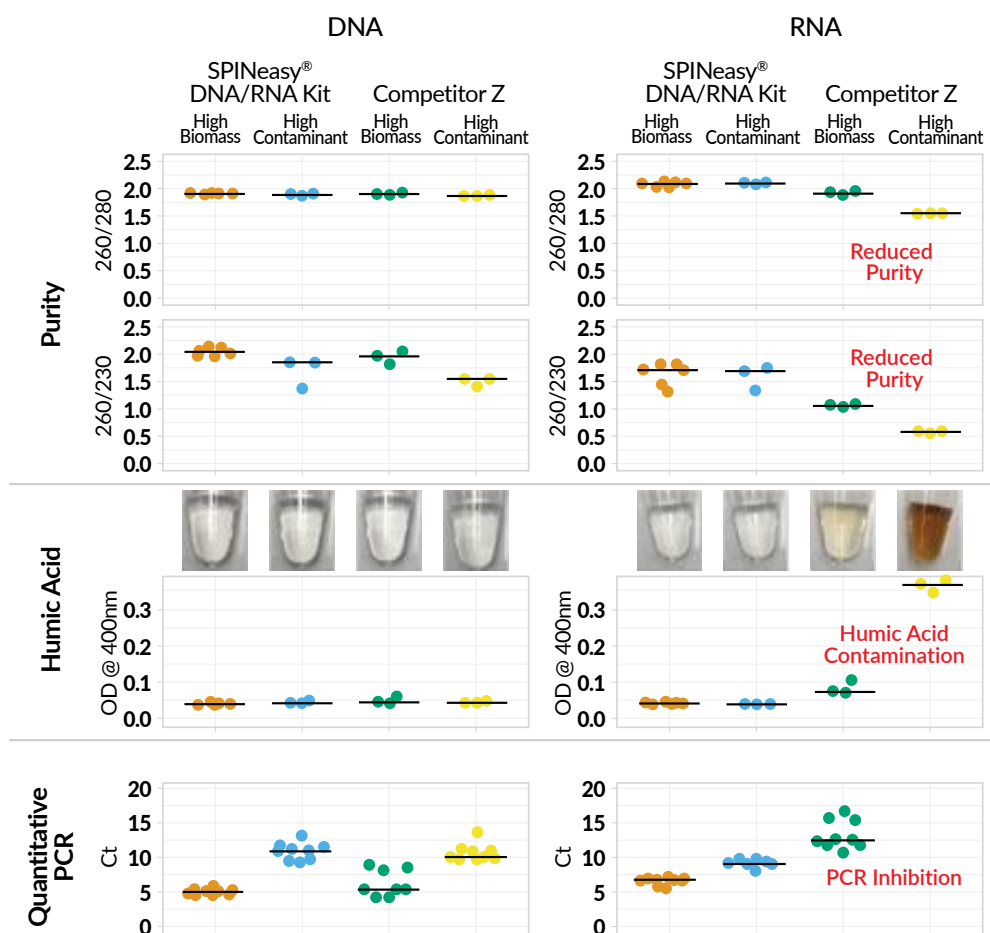 DNA
RNA
SPINeasy®
DNA/RNA Kit
Competitor Z
SPINeasy®
DNA/RNA Kit
Competitor Z
High
Biomass
High
Contaminant
High
Biomass
High
Contaminant
High
Biomass
High
Contaminant
High
Biomass
High
Contaminant
Purity
260/280
2.5
2.0
1.5
1.0
0.5
0.0
260/280
2.5
2.0
1.5
1.0
0.5
0.0
Reduced
Purity
260/230
2.5
2.0
1.5
1.0
0.5
0.0
260/230
2.5
2.0
1.5
1.0
0.5
0.0
Reduced
Purity
Humic Acid
OD @ 400nm
0.3
0.2
0.1
0.0
OD @ 400nm
0.3
0.2
0.1
0.0
Humic Acid
Contamination
Quantitative
PCR
Ct
20
15
10
5
0
Ct
20
15
10
5
0
PCR Inhibition